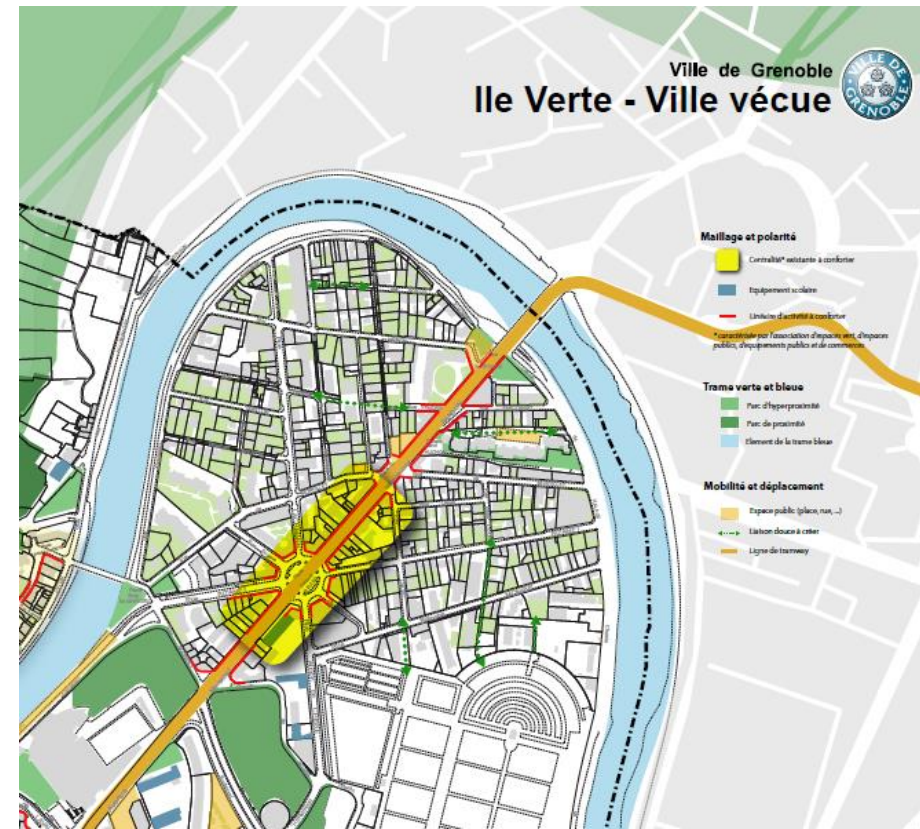 Ville de Grenoble
Ile Verte - Ville vécue
VILLE DE GRENOBLE
Maillage et polarité
Centralité* existante à conforter
Equipement scolaire
Linéaire d'activité à conforter
* caractérisée par l'association d'espaces vert, d'espaces
publics, d'equipements publics et de commerces
Trame verte et bleue
Parc d'hyperproximité
Parc de proximité
Element de la trame bleue
Mobilité et déplacement
Espace public (place, rue, ...)
Liaison douce à créer
Ligne de tramway